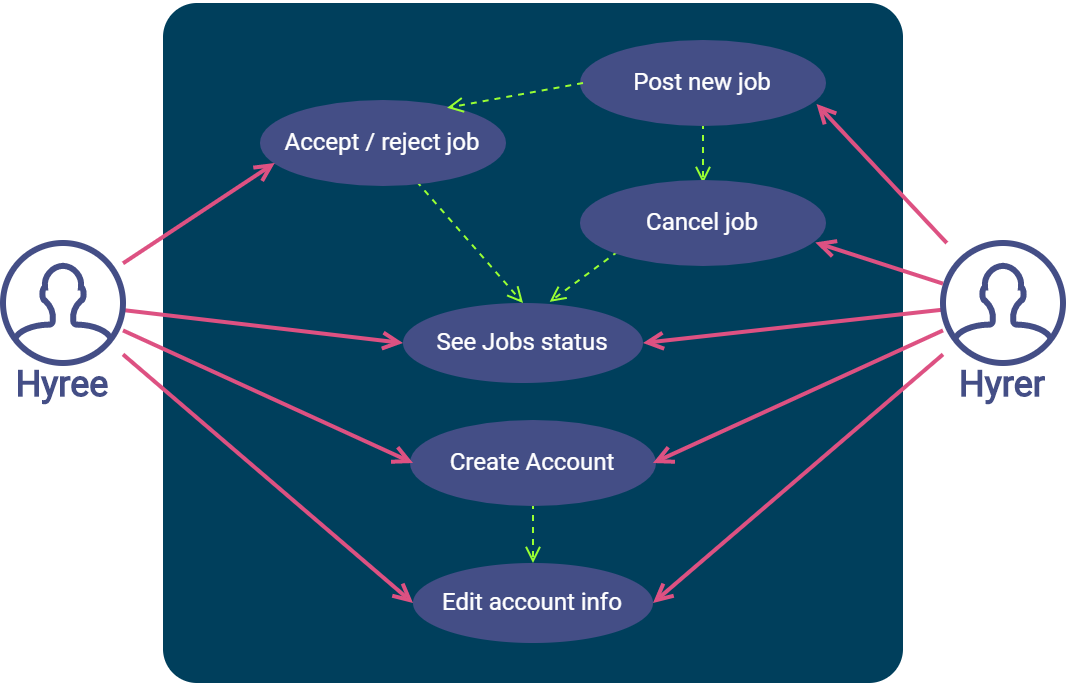 Post new job
Accept / reject job
Cancel job
See Jobs status
Hyree
Hyrer
Create Account
Edit account info